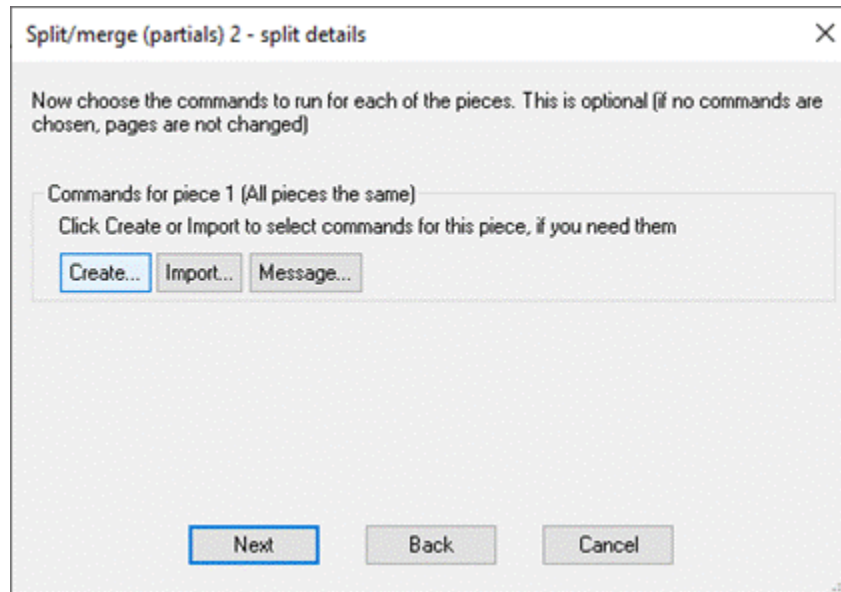 Split/merge (partials) 2 - split details
Now choose the commands to run for each of the pieces. This is optional (if no commands are
chosen, pages are not changed)
Commands for piece 1 (All pieces the same)
Click Create or Import to select commands for this piece, if you need them
Create... Import... Message...
Next Back Cancel